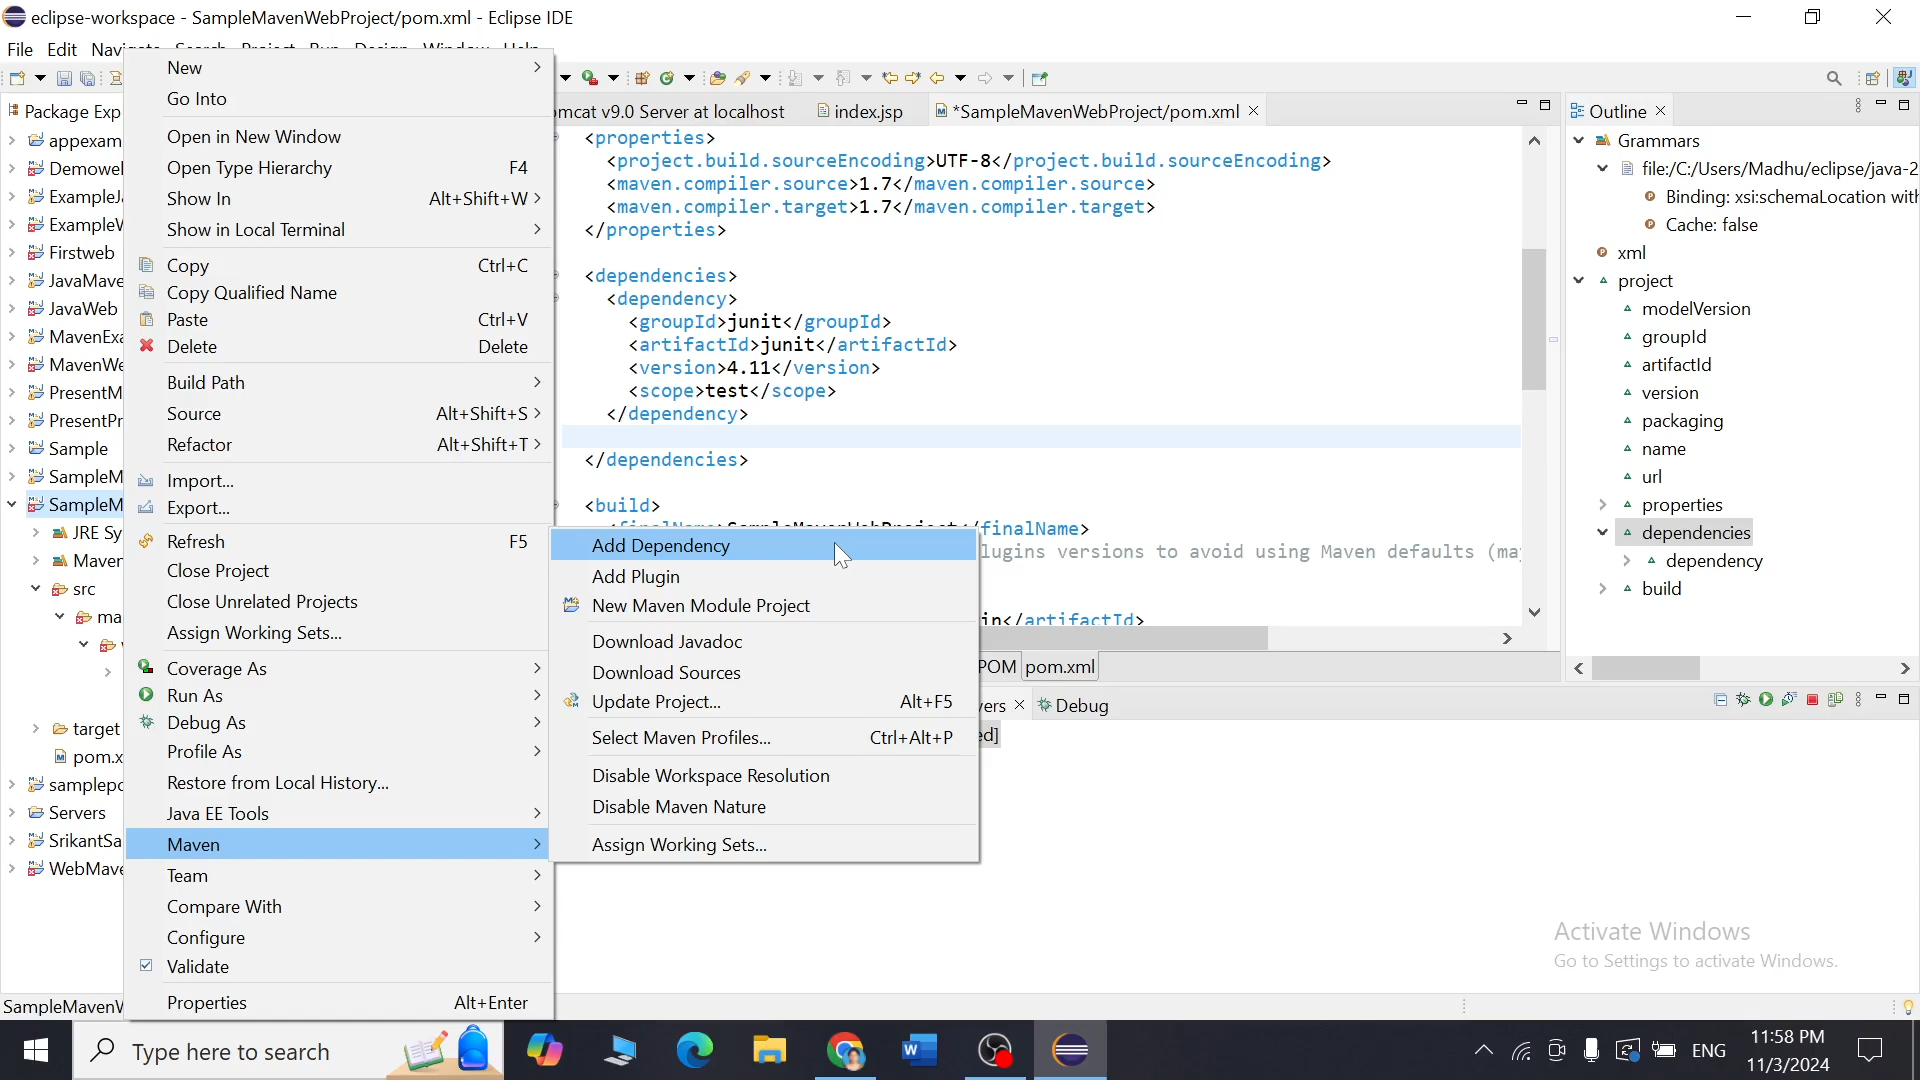 eclipse-workspace - SampleMavenWebProject/pom.xml - Eclipse IDE
File Edit
Package Exp
appexam
Demowe
ExampleJ
Example
Firstweb
JavaMave
JavaWeb
MavenExa
MavenWe
PresentM
PresentPr
Sample
SampleM
SampleM
JRE Sy
Maven
src
ma
target
pom.x
samplepo
Servers
SrikantSa
WebMave
New
Go Into
Open in New Window
Open Type Hierarchy F4
Show In Alt+Shift+W >
Show in Local Terminal
Copy Ctrl+C
Copy Qualified Name
Paste Ctrl+V
Delete Delete
Build Path
Source Alt+Shift+S >
Refactor Alt+Shift+T >
Import...
Export...
Refresh F5
Close Project
Close Unrelated Projects
Assign Working Sets...
Coverage As
Run As
Debug As
Profile As
Restore from Local History...
Java EE Tools
Maven
Team
Compare With
Configure
Validate
Properties Alt+Enter
Add Dependency
Add Plugin
New Maven Module Project
Download Javadoc
Download Sources
Update Project... Alt+F5
Select Maven Profiles... Ctrl+Alt+P
Disable Workspace Resolution
Disable Maven Nature
Assign Working Sets...
omcat v9.0 Server at localhost index.jsp *SampleMavenWebProject/pom.xml
<properties>
<project.build.sourceEncoding>UTF-8</project.build.sourceEncoding>
<maven.compiler.source>1.7</maven.compiler.source>
<maven.compiler.target>1.7</maven.compiler.target>
</properties>
<dependencies>
<dependency>
<groupId>junit</groupId>
<artifactId>junit</artifactId>
<version>4.11</version>
<scope>test</scope>
</dependency>
</dependencies>
<build>
/finalName>
lugins versions to avoid using Maven defaults (ma
in</artifactId>
POM pom.xml
ers Debug
ed]
Outline
Grammars
file:/C:/Users/Madhu/eclipse/java-2
Binding: xsi:schemaLocation with
Cache: false
xml
project
modelVersion
groupId
artifactId
version
packaging
name
url
properties
dependencies
dependency
build
Activate Windows
Go to Settings to activate Windows.
SampleMavenW
Type here to search
ENG
11:58 PM
11/3/2024